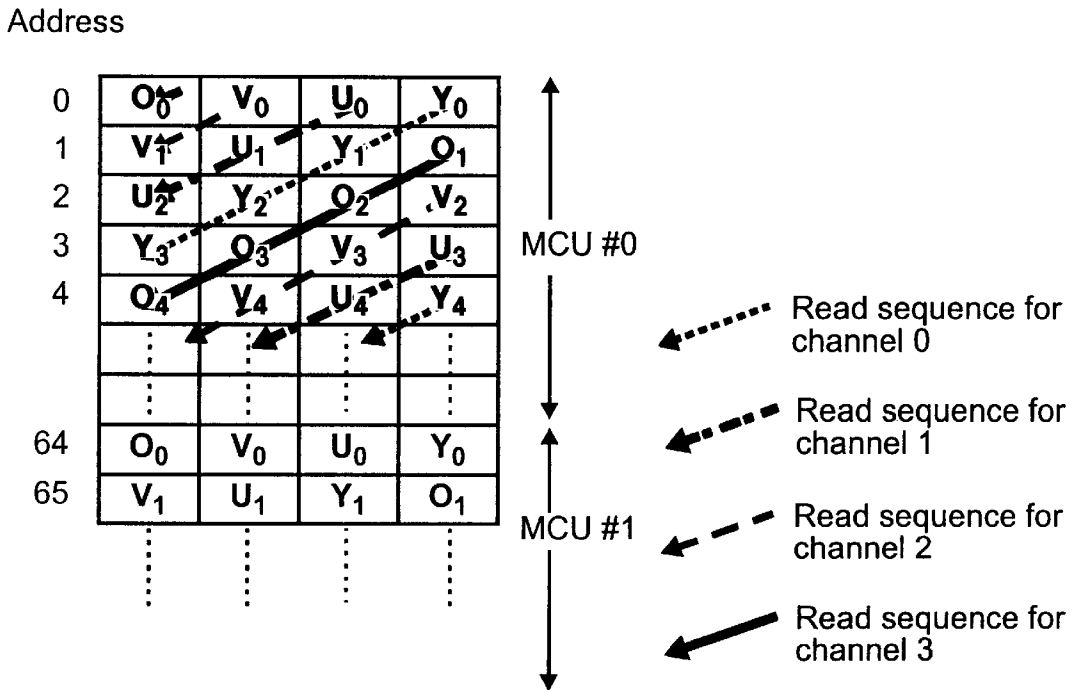 Address
0 O₀ V₀ U₀ Y₀
1 V₁ U₁ Y₁ O₁
2 U₂ Y₂ O₂ V₂
3 Y₃ O₃ V₃ U₃
4 O₄ V₄ U₄ Y₄
MCU #0
64 O₀ V₀ U₀ Y₀
65 V₁ U₁ Y₁ O₁
MCU #1
Read sequence for
channel 0
Read sequence for
channel 1
Read sequence for
channel 2
Read sequence for
channel 3